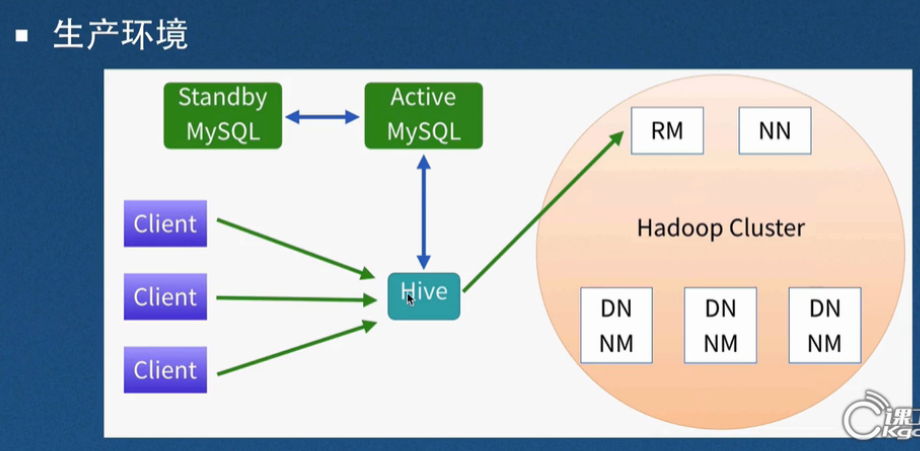 生产环境
Standby
MySQL
Active
MySQL
RM
NN
Client
Client
Client
Hive
Hadoop Cluster
DN
NM
DN
NM
DN
NM
课
Kgc